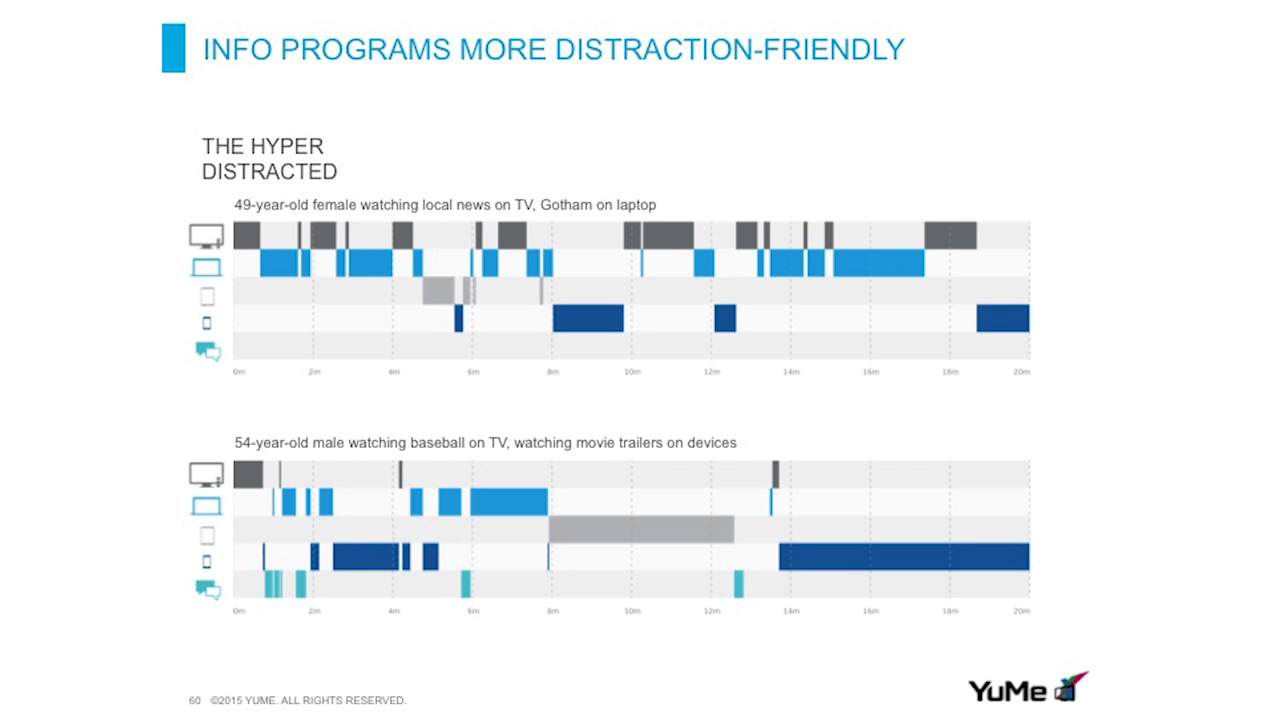 INFO PROGRAMS MORE DISTRACTION-FRIENDLY
THE HYPER
DISTRACTED
49-year-old female watching local news on TV, Gotham on laptop
0m 2m 4m 6m 8m 10m 12m 14m 16m 18m 20m
54-year-old male watching baseball on TV, watching movie trailers on devices
0m 2m 4m 6m 8m 10m 12m 14m 16m 18m 20m
60 ©2015 YUME. ALL RIGHTS RESERVED.
YuMe